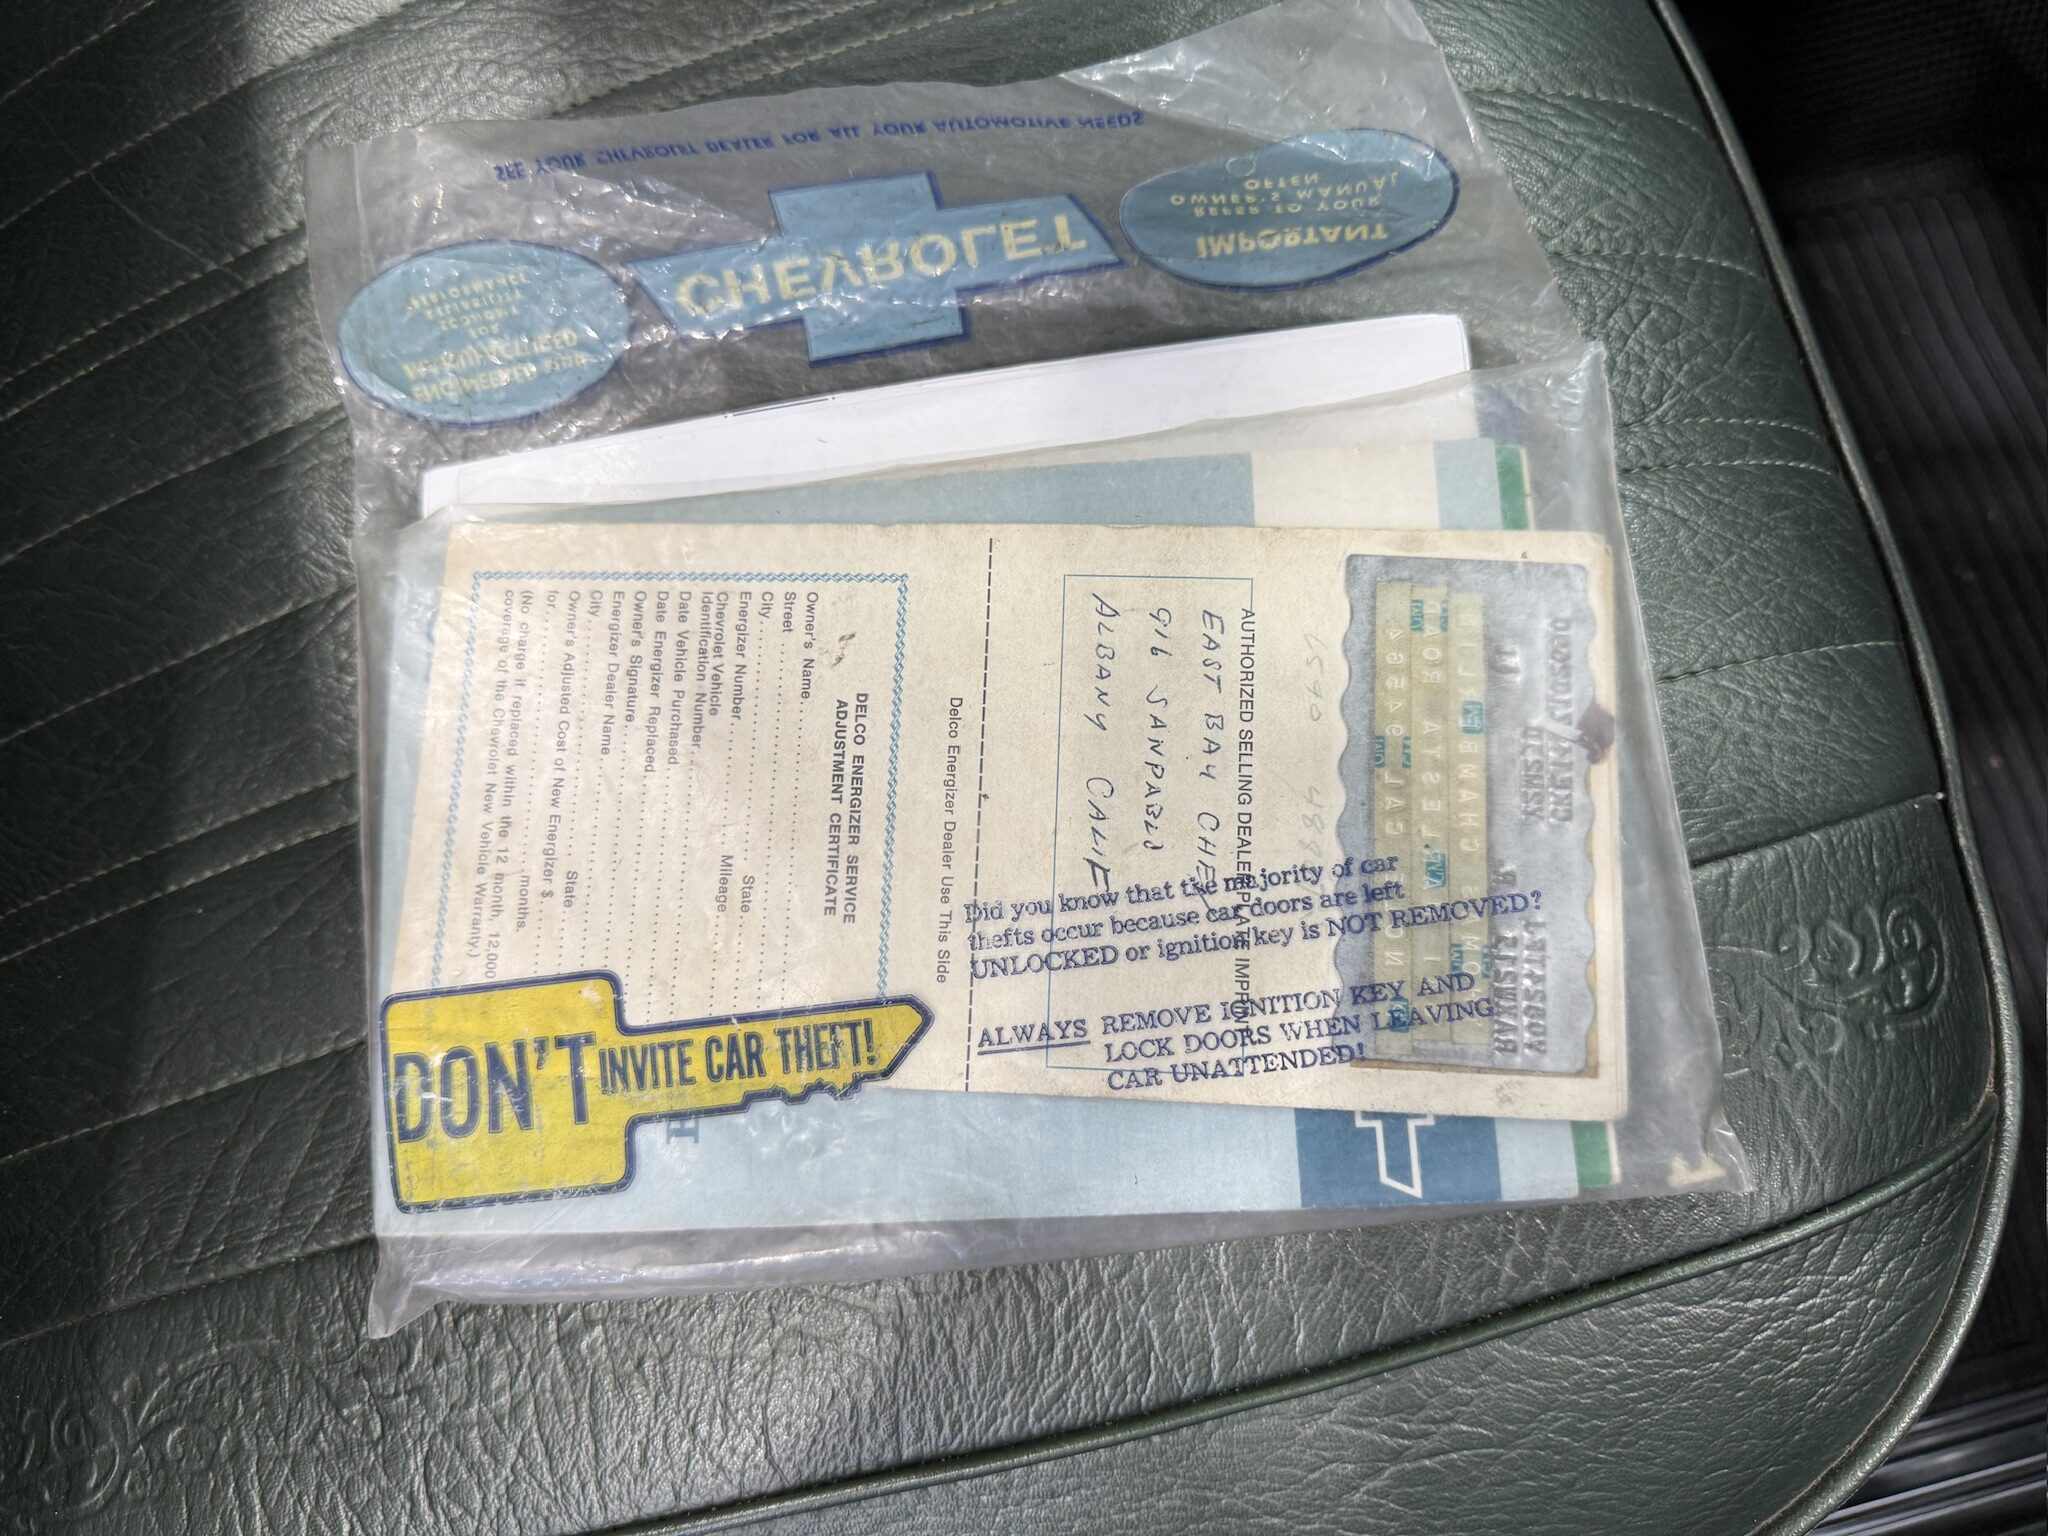 SEE YOUR CHEVROLET DEALER FOR ALL YOUR AUTOMOTIVE NEEDS
CHEVROLET
IMPORTANT
REFER TO YOUR
OWNER'S MANUAL
OFTEN
ENGINEERED AND
FOR
DELCO ENERGIZER SERVICE
ADJUSTMENT CERTIFICATE
Owner's Name
Street
City State
Energizer Number
Chevrolet Vehicle
Identification Number Mileage
Date Vehicle Purchased
Date Energizer Replaced
Owner's Signature
Energizer Dealer Name
City State
Owner's Adjusted Cost of New Energizer $
for months.
(No charge if replaced within the 12 month, 12,000
coverage of the Chevrolet New Vehicle Warranty.)
Delco Energizer Dealer Use This Side
AUTHORIZED SELLING DEALER PLATE IMPRINT
EAST BAY CHE
916 SANPABLO
ALBANY CALIF
DON'T INVITE CAR THEFT!
Did you know that the majority of car
thefts occur because car doors are left
UNLOCKED or ignition key is NOT REMOVED?
ALWAYS REMOVE IGNITION KEY AND
LOCK DOORS WHEN LEAVING
CAR UNATTENDED!